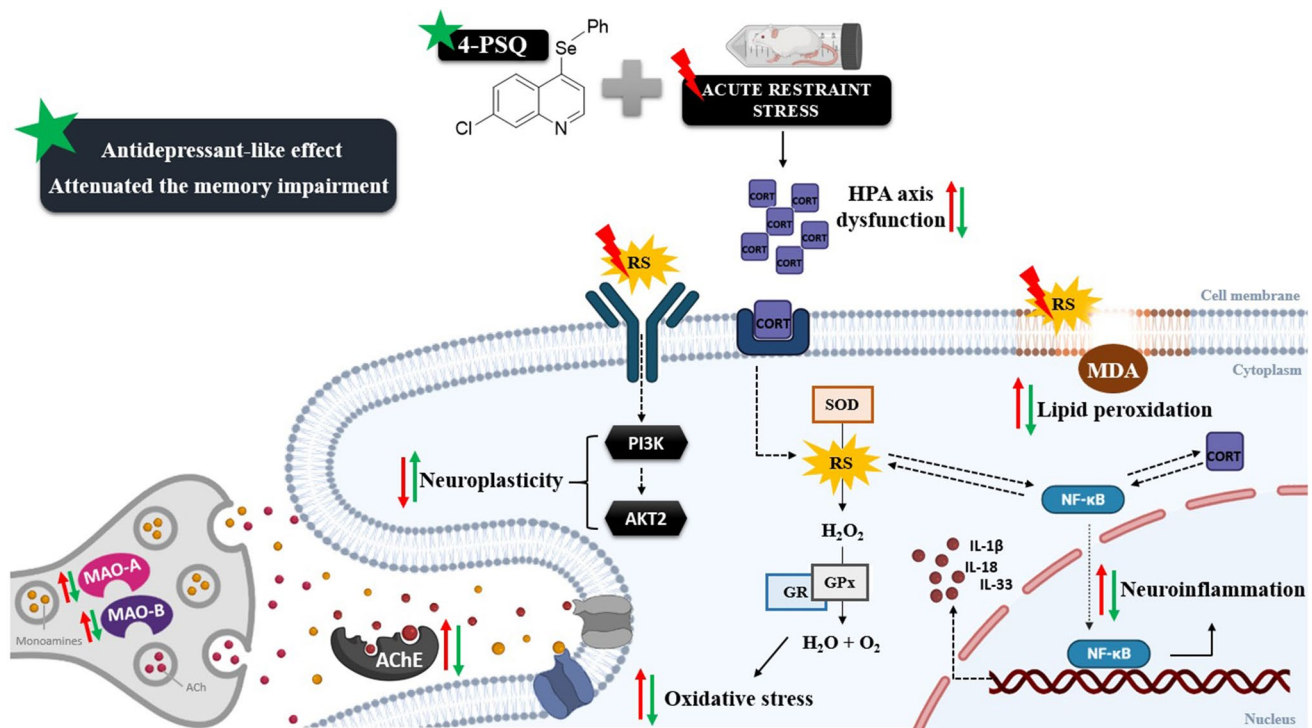 Ph
4-PSQ
Se
Cl
N
ACUTE RESTRAINT
STRESS
Antidepressant-like effect
Attenuated the memory impairment
CORT
CORT
CORT
CORT
CORT
CORT
CORT
HPA axis
dysfunction
RS
RS
CORT
Cell membrane
MDA
Cytoplasm
Lipid peroxidation
SOD
PI3K
RS
CORT
Neuroplasticity
NF-κB
AKT2
H₂O₂
IL-1β
IL-18
IL-33
MAO-A
GPx
GR
Neuroinflammation
MAO-B
Monoamines
H₂O + O₂
NF-κB
AChE
ACh
Oxidative stress
Nucleus